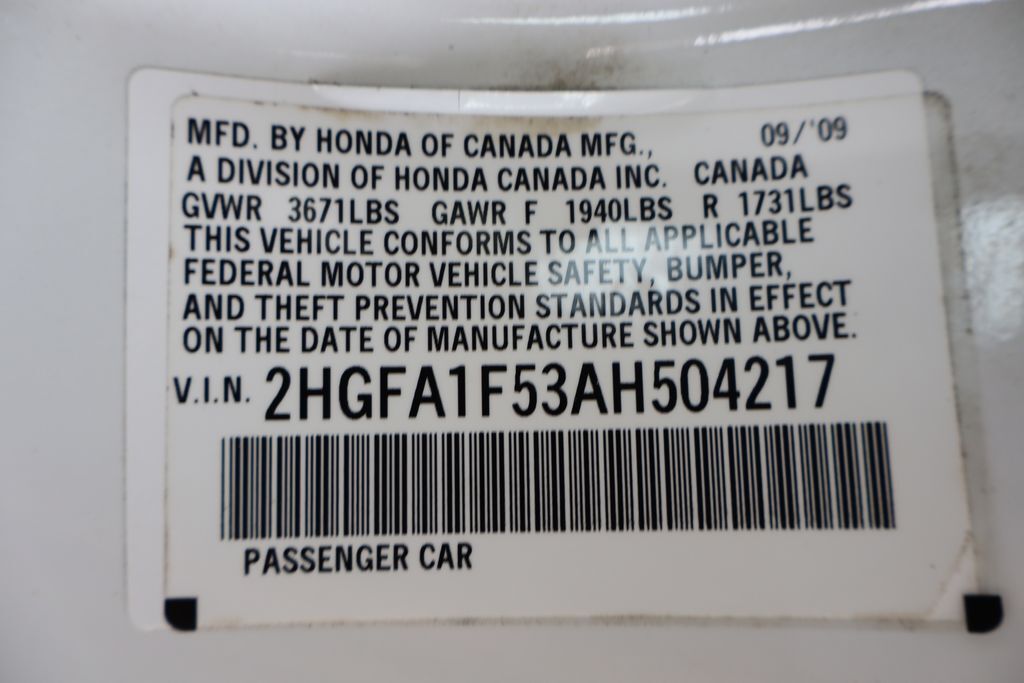 MFD. BY HONDA OF CANADA MFG., 09/'09
A DIVISION OF HONDA CANADA INC. CANADA
GVWR 3671LBS GAWR F 1940LBS R 1731LBS
THIS VEHICLE CONFORMS TO ALL APPLICABLE
FEDERAL MOTOR VEHICLE SAFETY, BUMPER,
AND THEFT PREVENTION STANDARDS IN EFFECT
ON THE DATE OF MANUFACTURE SHOWN ABOVE.
V.I.N. 2HGFA1F53AH504217
PASSENGER CAR